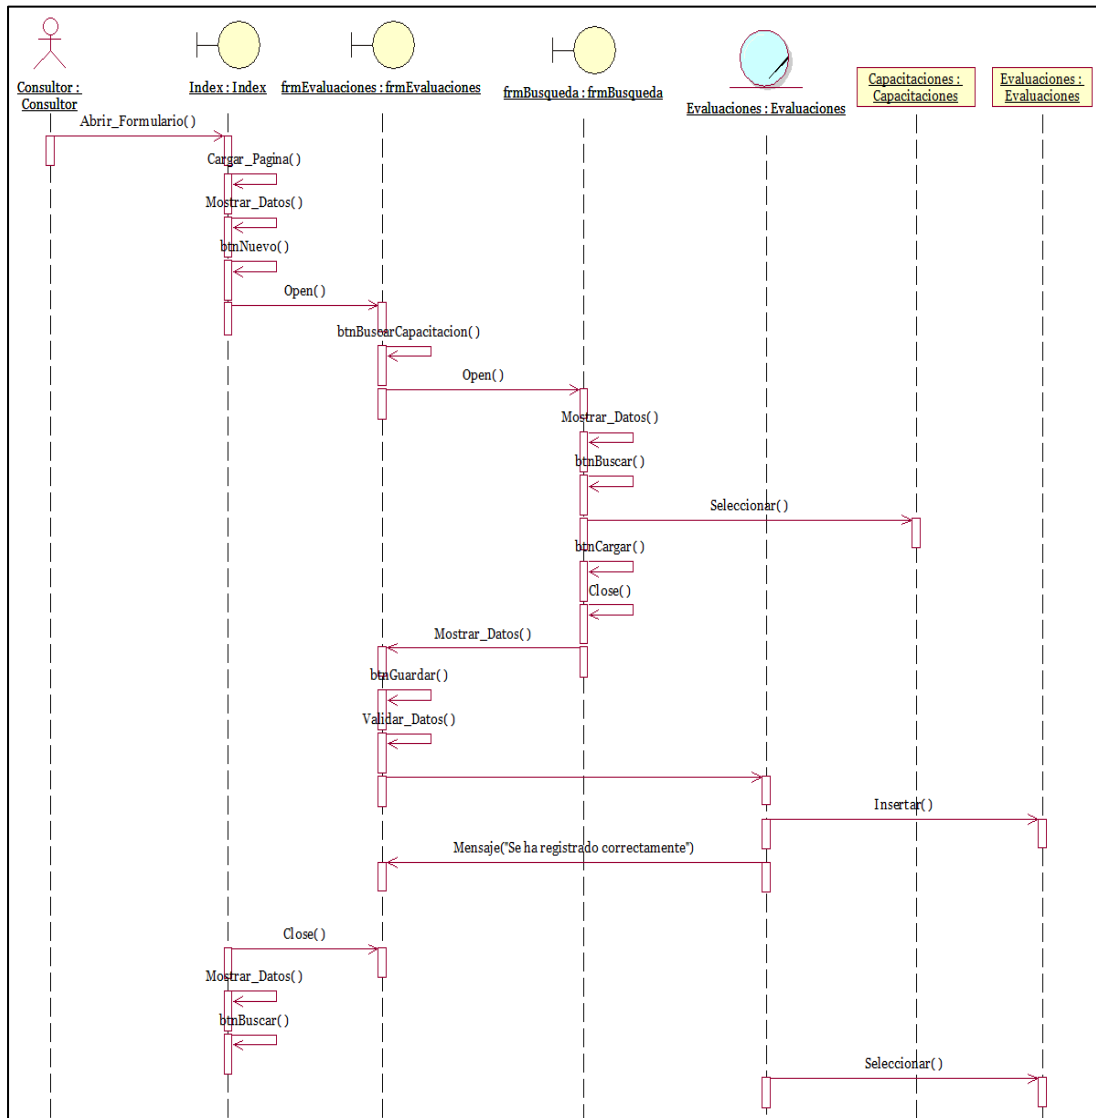 Consultor :
Consultor
Index : Index
frmEvaluaciones : frmEvaluaciones
frmBusqueda : frmBusqueda
Evaluaciones : Evaluaciones
Capacitaciones :
Capacitaciones
Evaluaciones :
Evaluaciones
Abrir_Formulario( )
Cargar_Pagina( )
Mostrar_Datos( )
btnNuevo( )
Open( )
btnBuscarCapacitacion( )
Open( )
Mostrar_Datos( )
btnBuscar( )
Seleccionar( )
btnCargar( )
Close( )
Mostrar_Datos( )
btnGuardar( )
Validar_Datos( )
Insertar( )
Mensaje("Se ha registrado correctamente")
Close( )
Mostrar_Datos( )
btnBuscar( )
Seleccionar( )